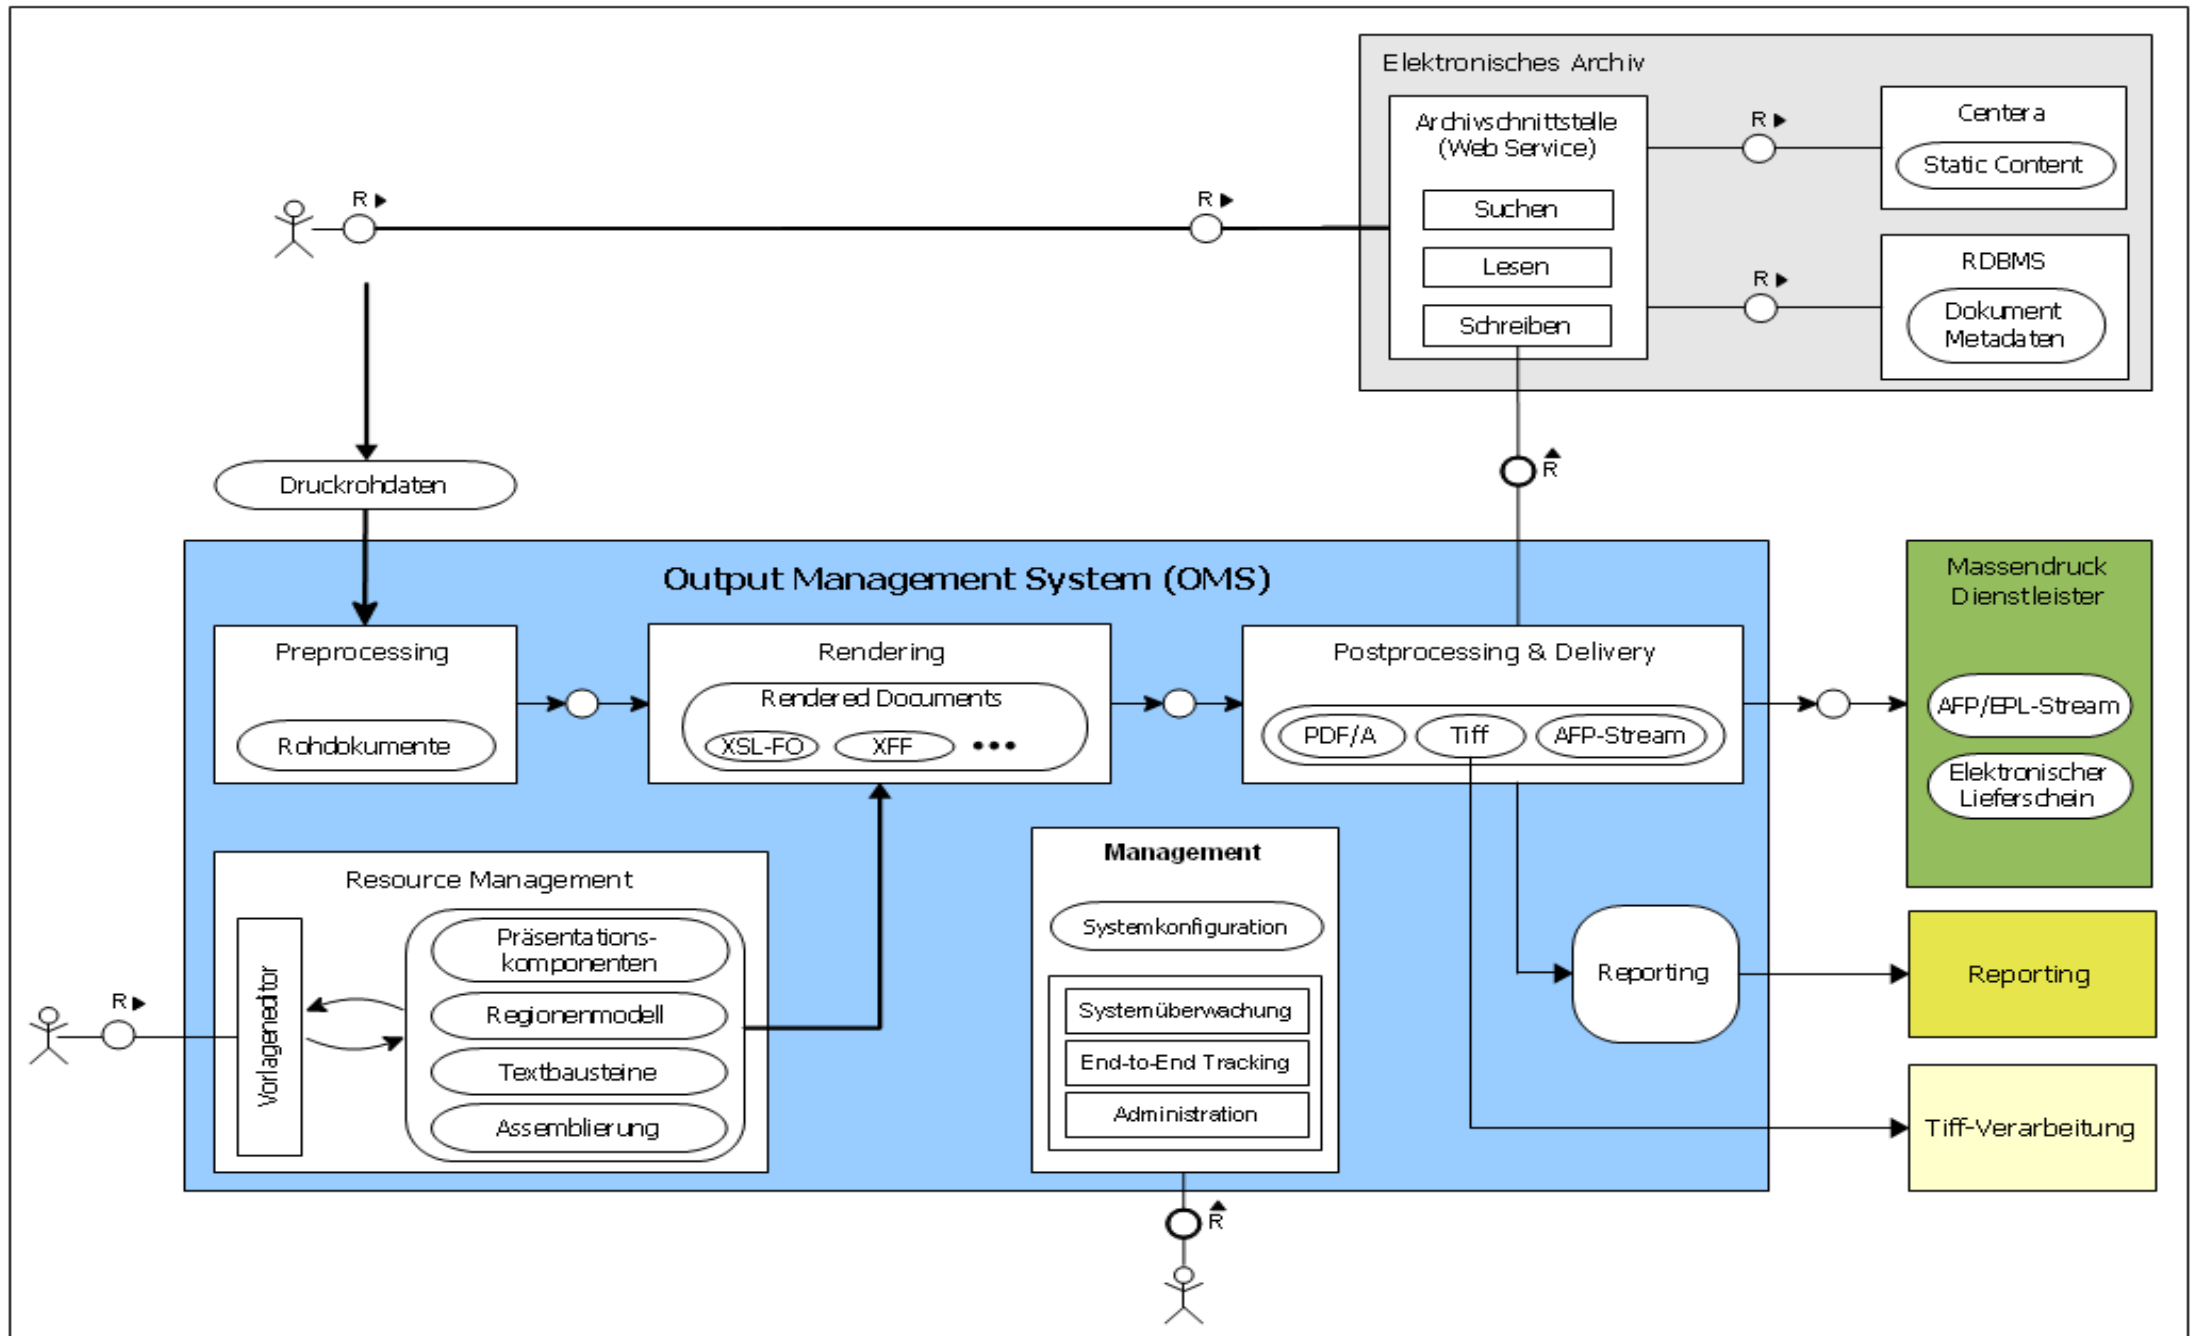 Elektronisches Archiv
Archivschnittstelle
(Web Service)
Suchen
Lesen
Schreiben
R
Centera
Static Content
R
RDBMS
Dokument
Metadaten
R
R
R
Druckrohdaten
Output Management System (OMS)
Preprocessing
Rohdokumente
Rendering
Rendered Documents
XSL-FO
XFF
•••
Postprocessing & Delivery
PDF/A
Tiff
AFP-Stream
Massendruck
Dienstleister
AFP/EPL-Stream
Elektronischer
Lieferschein
Resource Management
Vorlageneditor
Präsentations-
komponenten
Regionenmodell
Textbausteine
Assemblierung
R
Management
Systemkonfiguration
Systemüberwachung
End-to-End Tracking
Administration
R
Reporting
Reporting
Tiff-Verarbeitung